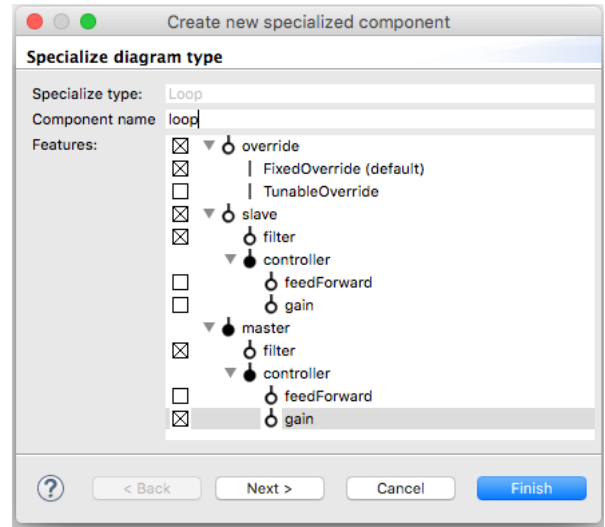 Create new specialized component
Specialize diagram type
Specialize type: Loop
Component name loop
Features:
override
FixedOverride (default)
TunableOverride
slave
filter
controller
feedForward
gain
master
filter
controller
feedForward
gain
? < Back Next > Cancel Finish